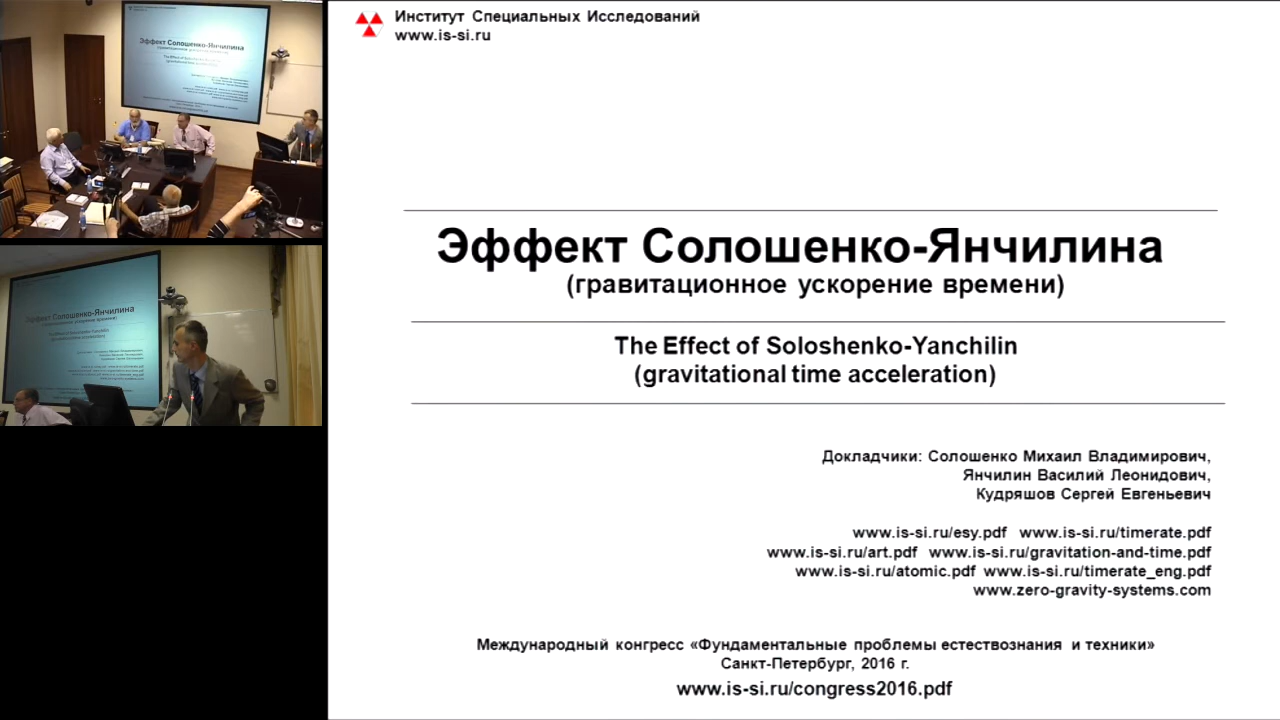 Институт Специальных Исследований
www.is-si.ru
Эффект Солошенко-Янчилина
(гравитационное ускорение времени)
The Effect of Soloshenko-Yanchilin
(gravitational time acceleration)
Докладчики: Солошенко Михаил Владимирович,
Янчилин Василий Леонидович,
Кудряшов Сергей Евгеньевич
www.is-si.ru/esy.pdf www.is-si.ru/timerate.pdf
www.is-si.ru/art.pdf www.is-si.ru/gravitation-and-time.pdf
www.is-si.ru/atomic.pdf www.is-si.ru/timerate_eng.pdf
www.zero-gravity-systems.com
Международный конгресс «Фундаментальные проблемы естествознания и техники»
Санкт-Петербург, 2016 г.
www.is-si.ru/congress2016.pdf
Эффект Солошенко-Янчилина
Эффект Солошенко-Янчилина